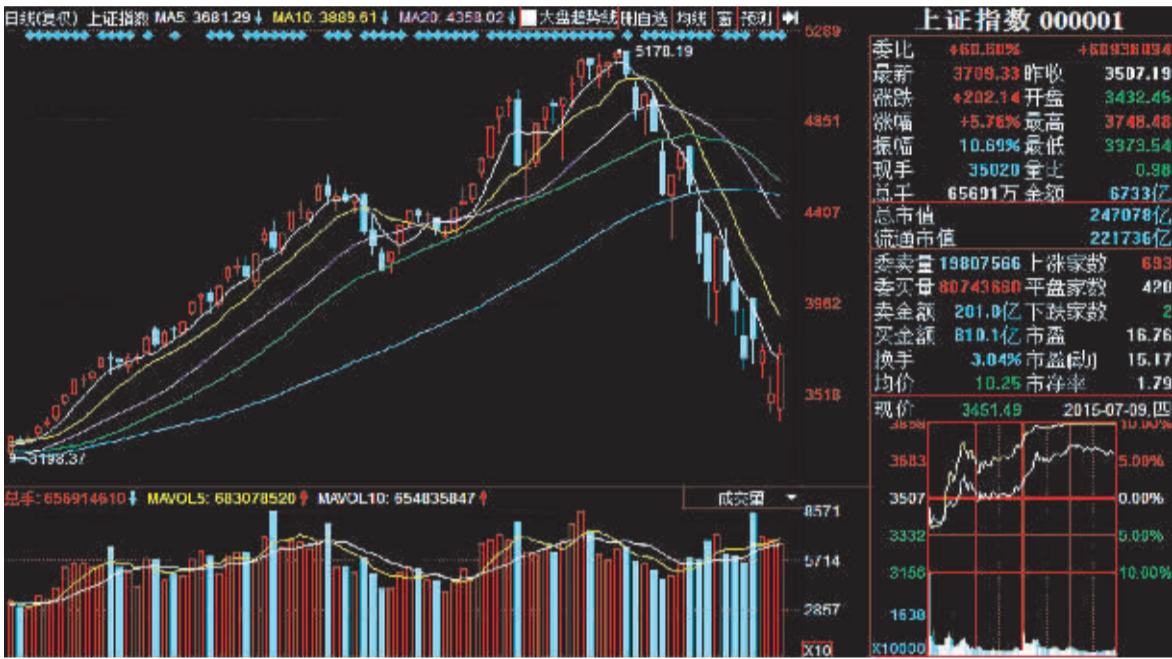 日线(复权) 上证指数 MA5: 3681.29↓ MA10: 3889.61↓ MA20: 4358.02↓ 大盘趋势线 删自选 均线 窗 预测
5178.19
5269
4851
4407
3962
3518
3198.37
总手: 656914610↓ MAVOL5: 683078520↑ MAVOL10: 654835847↑ 成交量
8571
5714
2857
X10
上证指数 000001
委比 +60.60% +60936094
最新 3709.33 昨收 3507.19
涨跌 +202.14 开盘 3432.45
涨幅 +5.76% 最高 3748.48
振幅 10.69% 最低 3373.54
现手 35020 量比 0.98
总手 65691万 金额 6733亿
总市值 247078亿
流通市值 221736亿
委卖量 19807566 上涨家数
委买量 80743660 平盘家数 420
卖金额 201.0亿 下跌家数 2
买金额 810.1亿 市盈 16.76
换手 3.04% 市盈(动) 15.17
均价 10.25 市净率 1.79
现价 3451.49 2015-07-09,四
3858 10.00%
3683 5.00%
3507 0.00%
3332 5.00%
3156 10.00%
1638
X10000